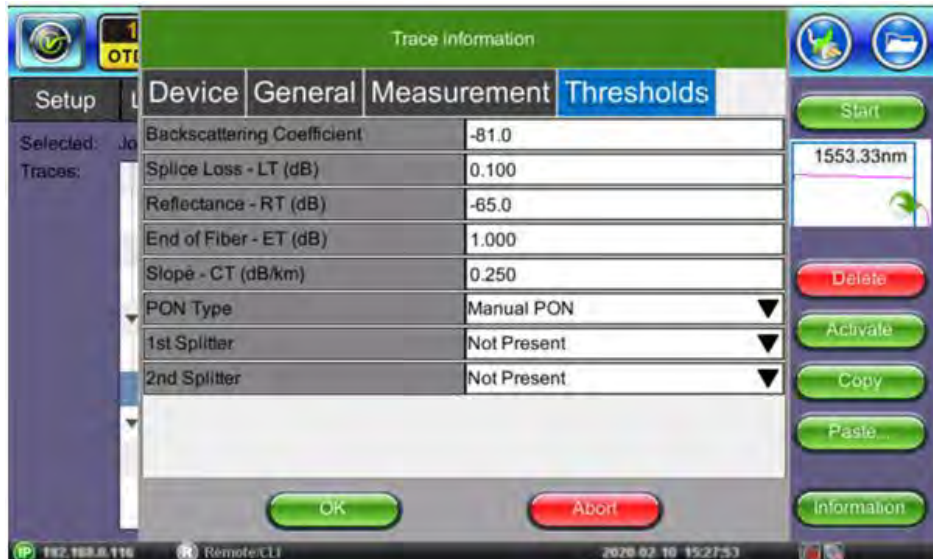 1
OTD
Trace Information
Setup
L
Device
General
Measurement
Thresholds
Start
Selected:
Jo
Backscattering Coefficient
-81.0
Traces:
Splice Loss - LT (dB)
0.100
1553.33nm
Reflectance - RT (dB)
-65.0
End of Fiber - ET (dB)
1.000
Slope - CT (dB/km)
0.250
Delete
PON Type
Manual PON
Activate
1st Splitter
Not Present
2nd Splitter
Not Present
Copy
Paste...
OK
Abort
Information
IP
192.168.0.116
R
Remote:CLI
2020-02-10 15:27:53